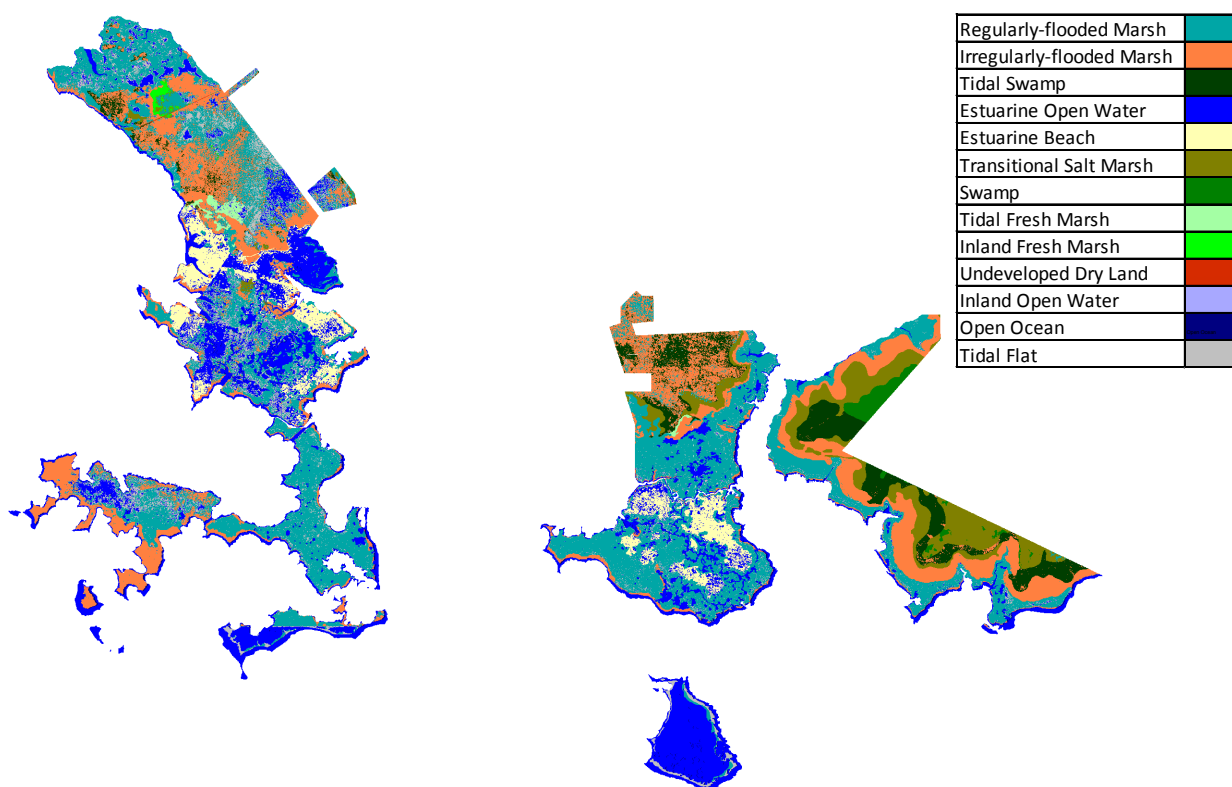 Regularly-flooded Marsh
Irregularly-flooded Marsh
Tidal Swamp
Estuarine Open Water
Estuarine Beach
Transitional Salt Marsh
Swamp
Tidal Fresh Marsh
Inland Fresh Marsh
Undeveloped Dry Land
Inland Open Water
Open Ocean
Tidal Flat